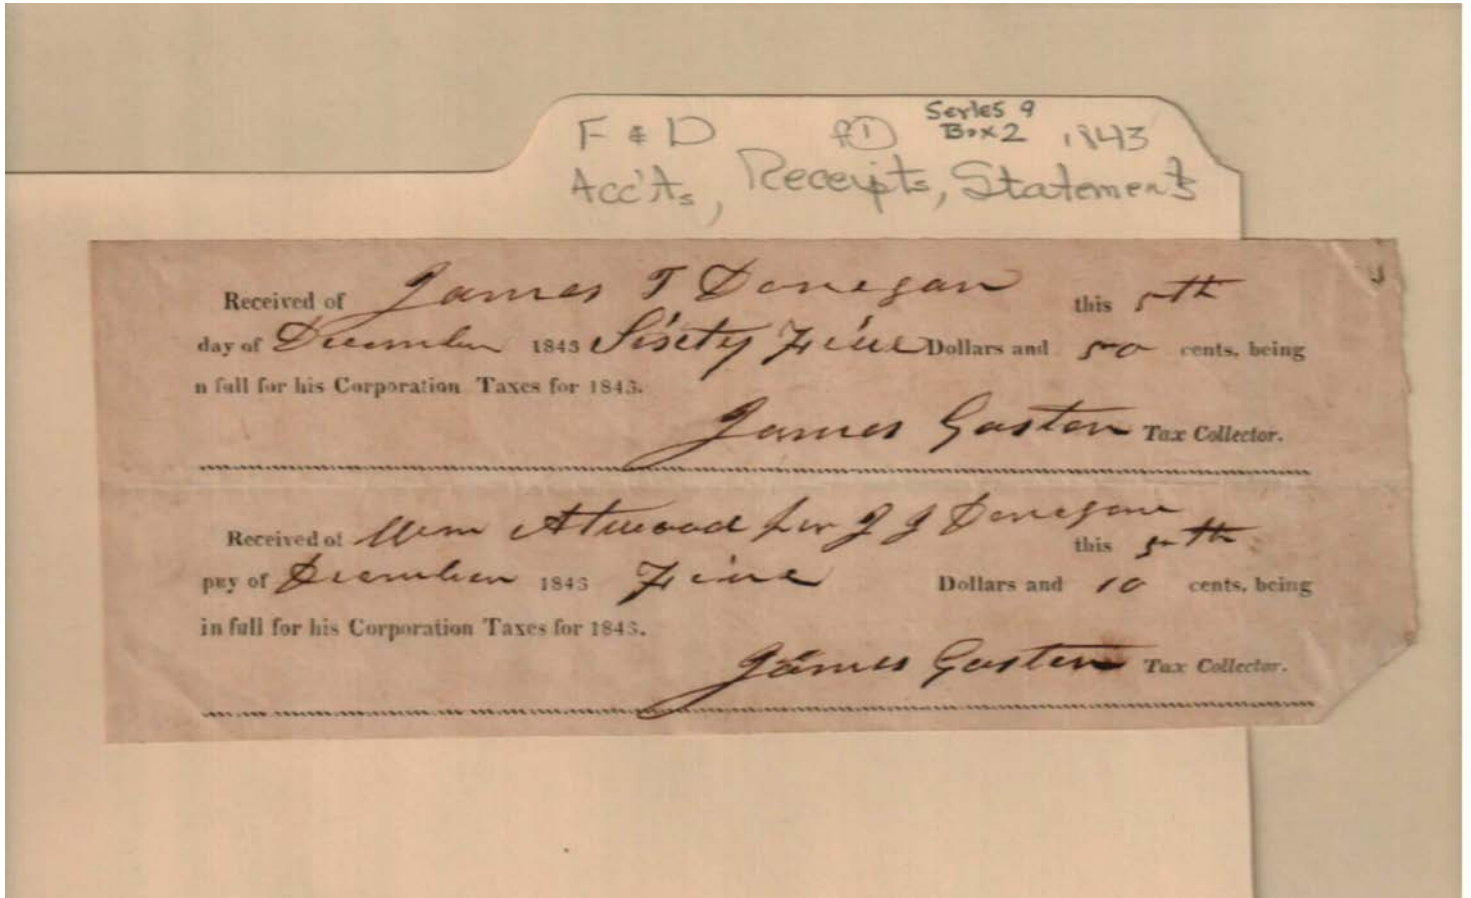 F & D f① Series 9
Box 2 1843
Acc'ts, Receipts, Statements
Received of James J Donegan this 5th
day of December 1843 Sixty Five Dollars and 50 cents, being
n full for his Corporation Taxes for 1843.
James Gaston Tax Collector.
Received of Wm Atwood for J J Donegan this 5th
pay of December 1843 Five Dollars and 10 cents, being
in full for his Corporation Taxes for 1843.
James Gaston Tax Collector.